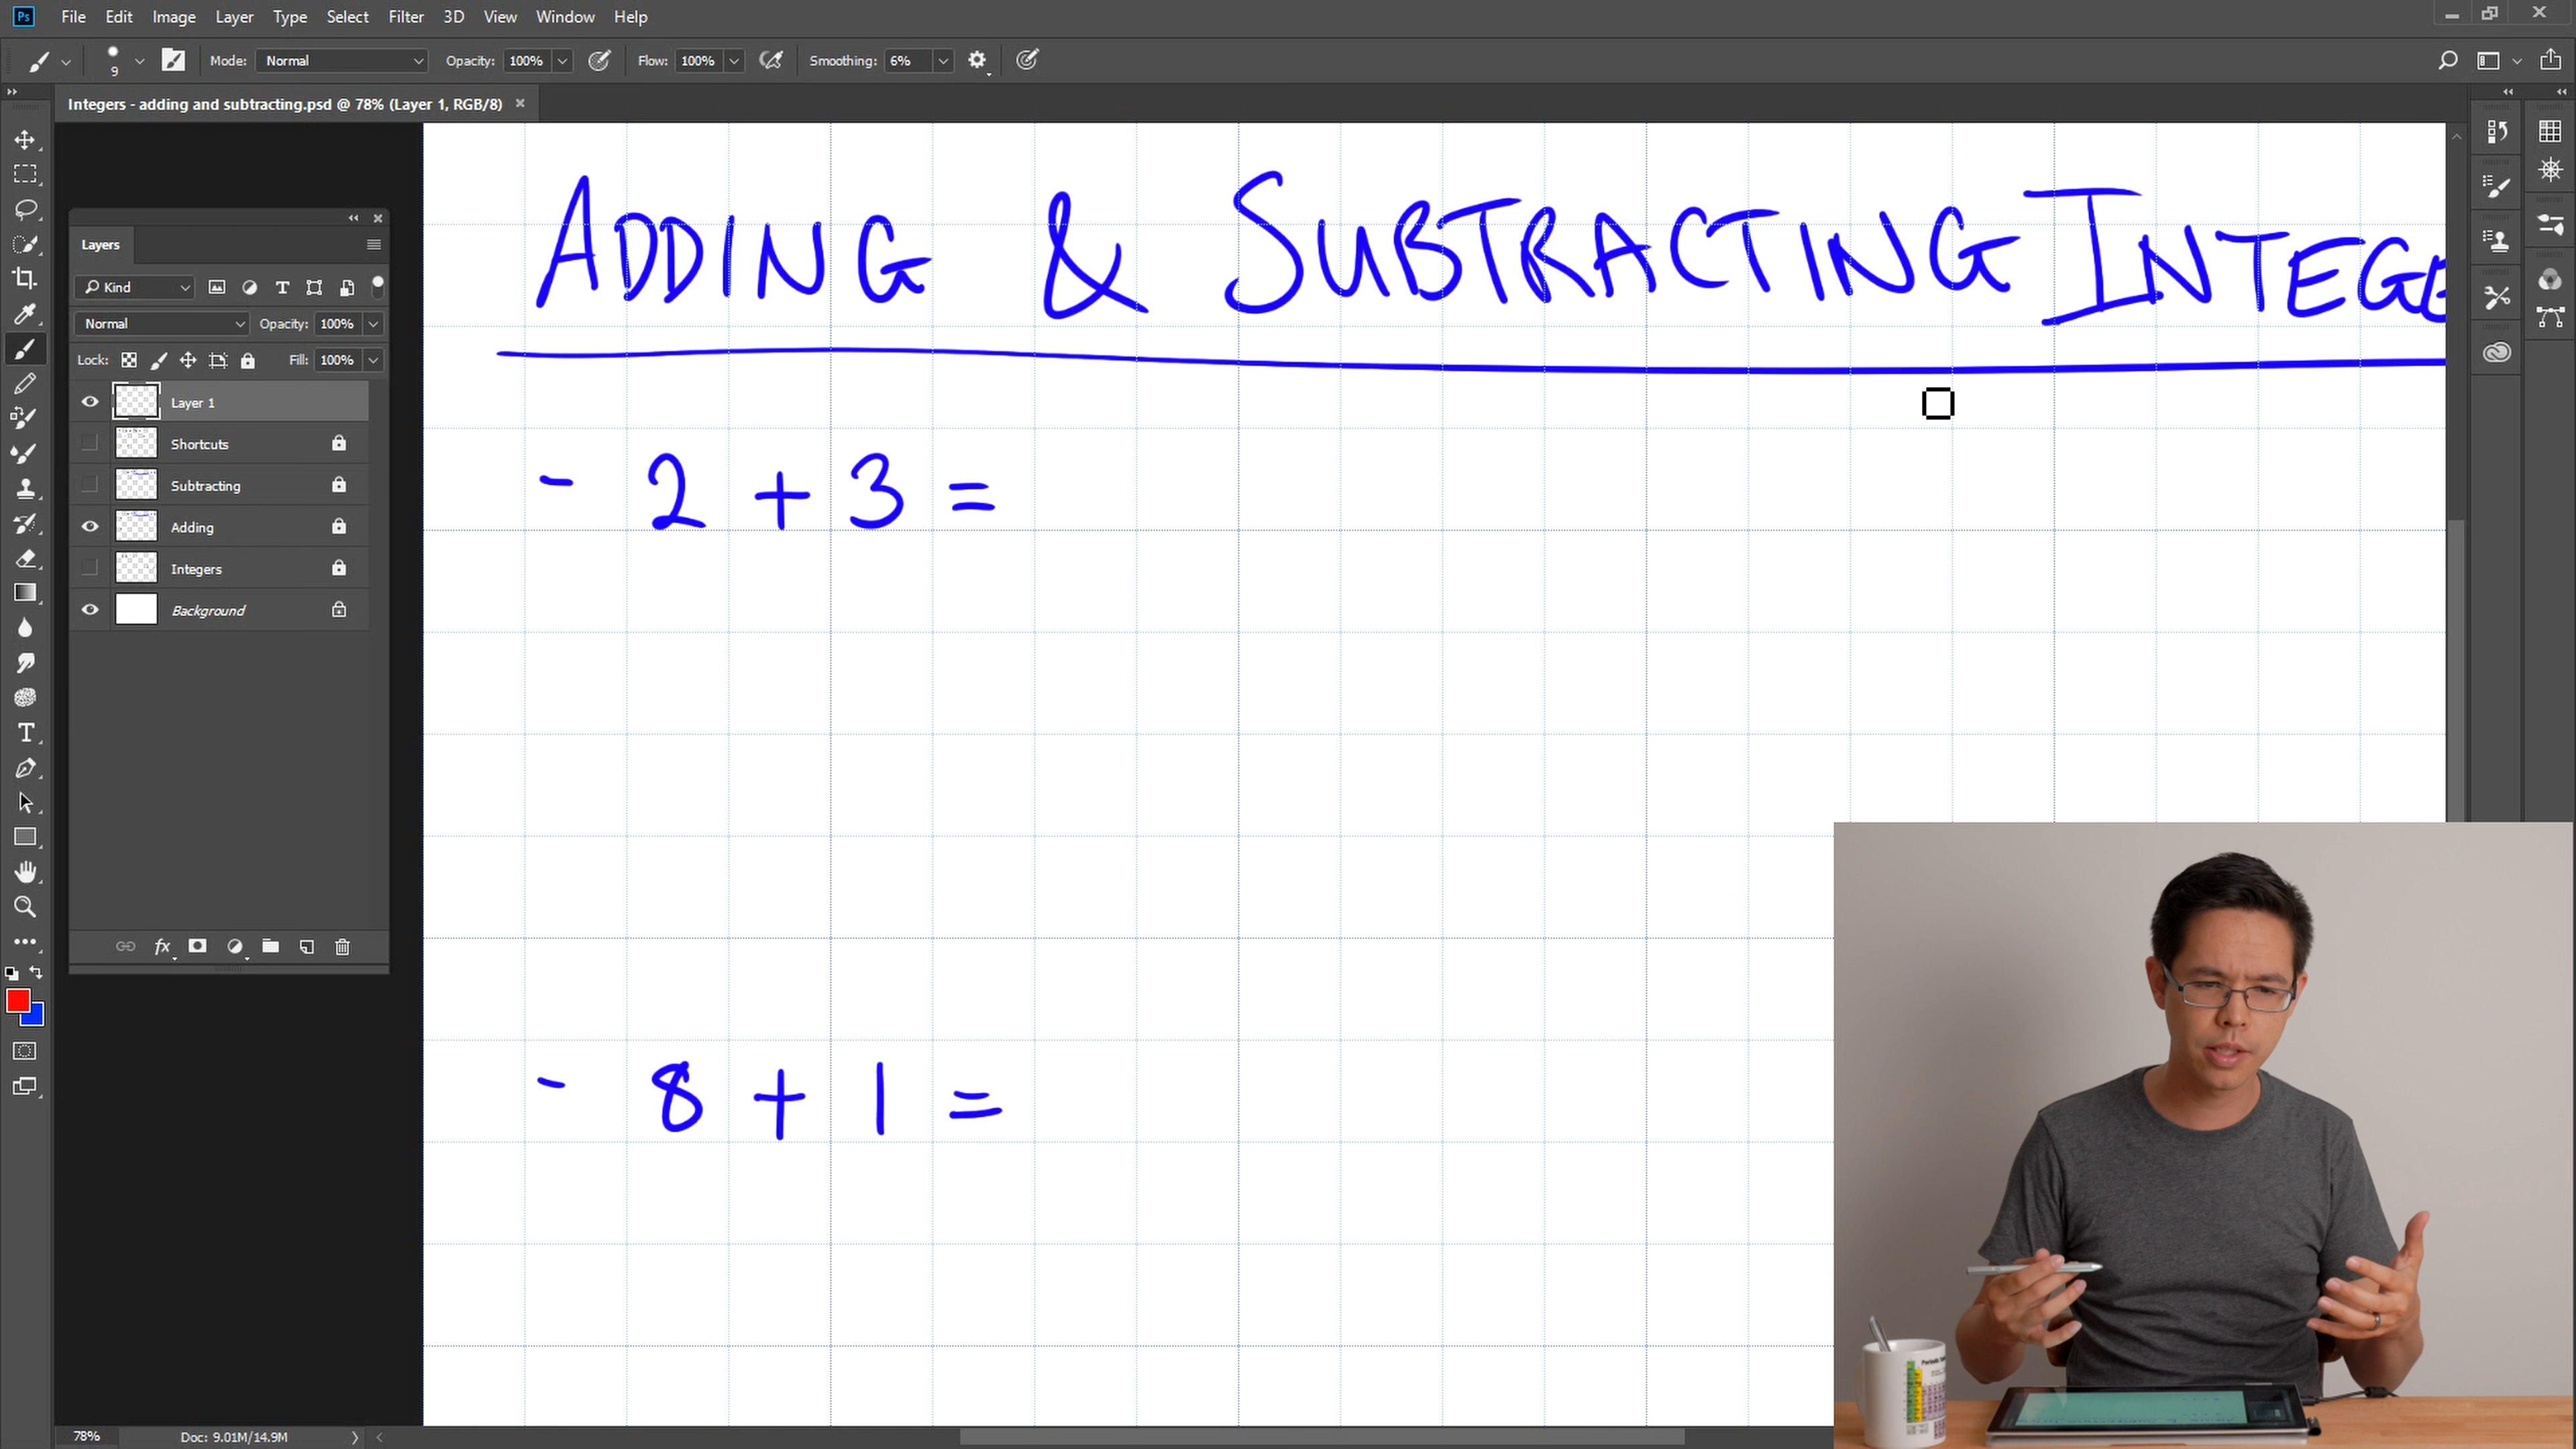 Ps File Edit Image Layer Type Select Filter 3D View Window Help
9 Mode: Normal Opacity: 100% Flow: 100% Smoothing: 6%
Integers - adding and subtracting.psd @ 78% (Layer 1, RGB/8) ×
Layers
Kind
Normal Opacity: 100%
Lock: Fill: 100%
Layer 1
Shortcuts
Subtracting
Adding
Integers
Background
fx
ADDING & SUBTRACTING INTEGE
- 2 + 3 =
- 8 + 1 =
78% Doc: 9.01M/14.9M